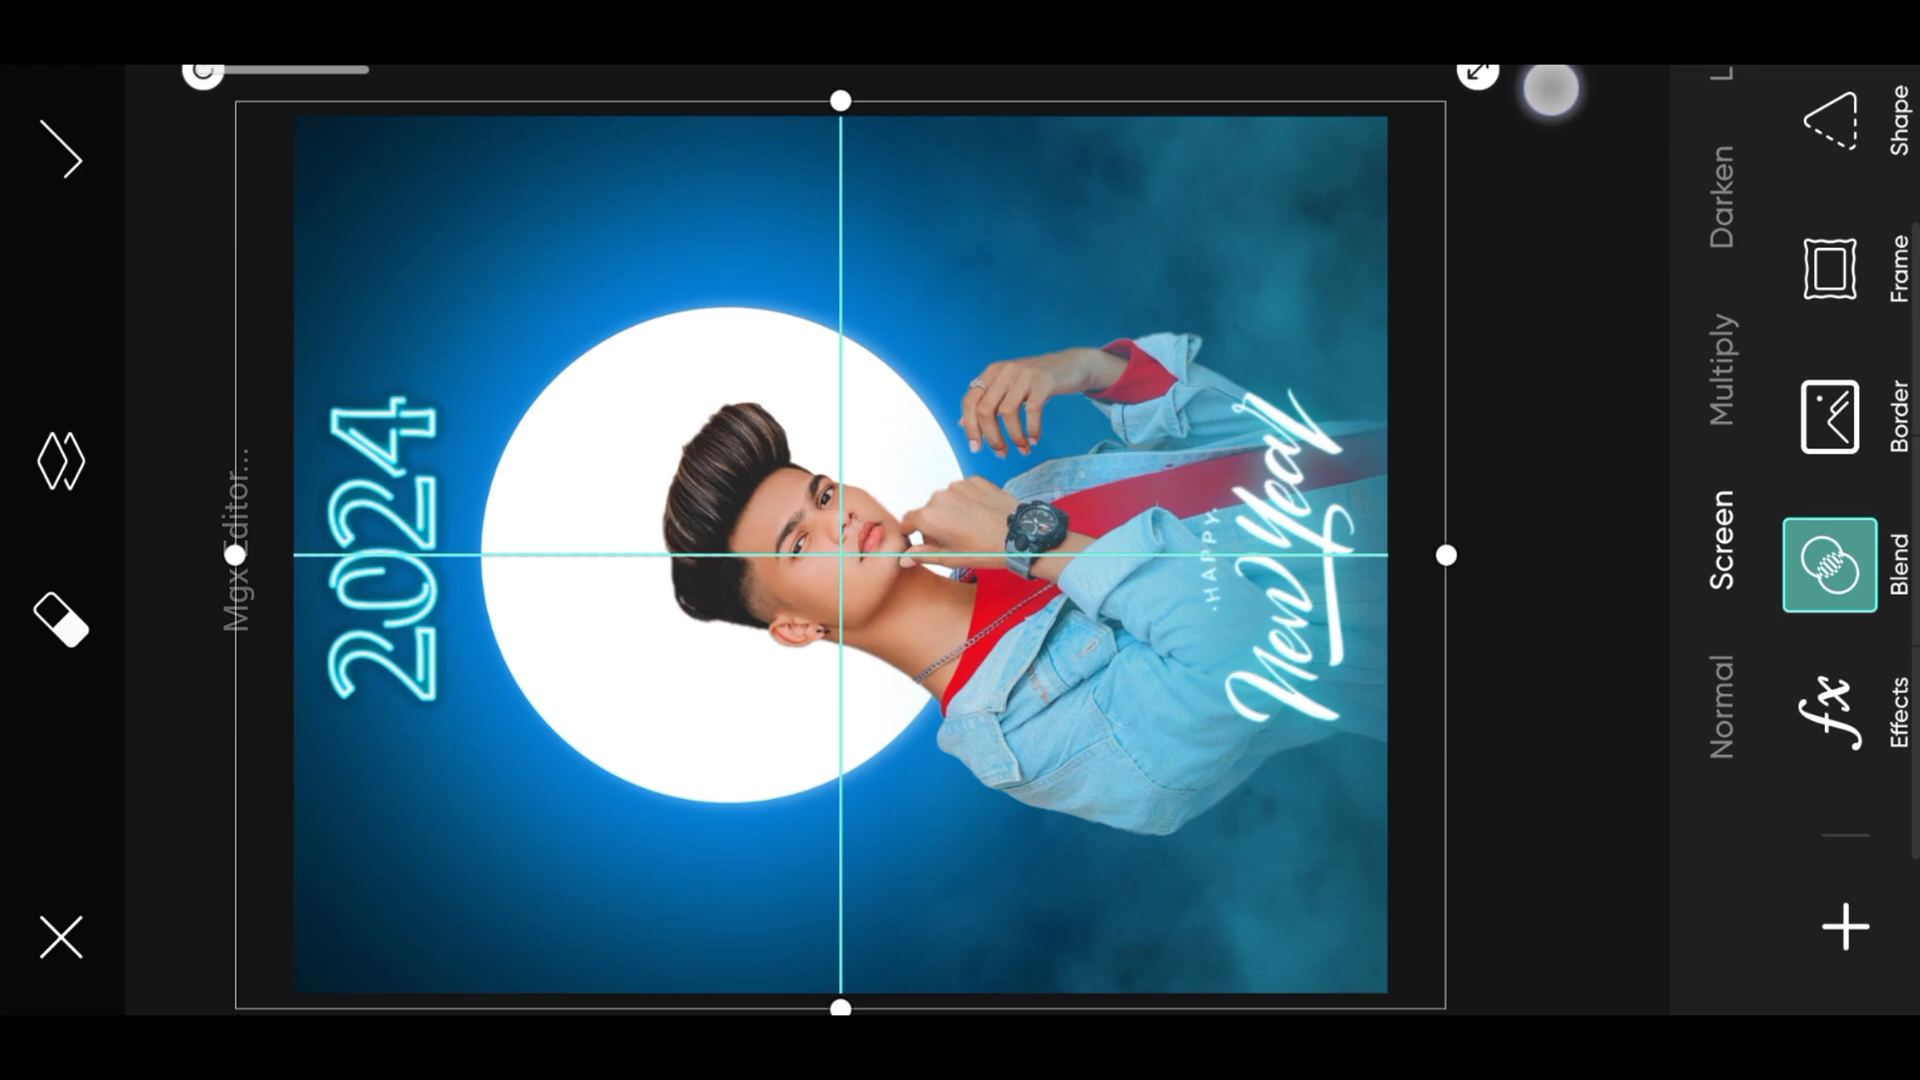 Mgx Editor...
2024
·HAPPY·
New Year
Normal
Screen
Multiply
Darken
L
Effects
Blend
Border
Frame
Shape